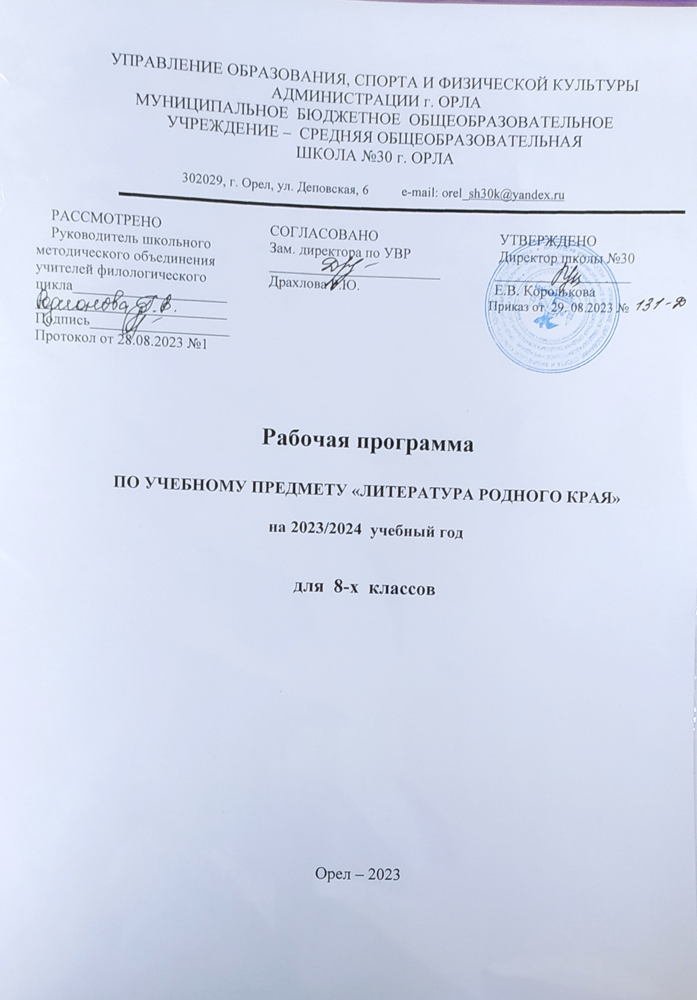 УПРАВЛЕНИЕ ОБРАЗОВАНИЯ, СПОРТА И ФИЗИЧЕСКОЙ КУЛЬТУРЫ
АДМИНИСТРАЦИИ г. ОРЛА
МУНИЦИПАЛЬНОЕ БЮДЖЕТНОЕ ОБЩЕОБРАЗОВАТЕЛЬНОЕ
УЧРЕЖДЕНИЕ – СРЕДНЯЯ ОБЩЕОБРАЗОВАТЕЛЬНАЯ
ШКОЛА №30 г. ОРЛА
302029, г. Орел, ул. Деповская, 6 e-mail: orel_sh30k@yandex.ru
РАССМОТРЕНО
Руководитель школьного
методического объединения
учителей филологического
цикла
Родионова Г.В.
Подпись
Протокол от 28.08.2023 №1
СОГЛАСОВАНО
Зам. директора по УВР
Драхлова .Ю.
УТВЕРЖДЕНО
Директор школы №30
Е.В. Королькова
Приказ от 29. 08.2023 № 131-Д
Рабочая программа
ПО УЧЕБНОМУ ПРЕДМЕТУ «ЛИТЕРАТУРА РОДНОГО КРАЯ»
на 2023/2024 учебный год
для 8-х классов
Орел – 2023